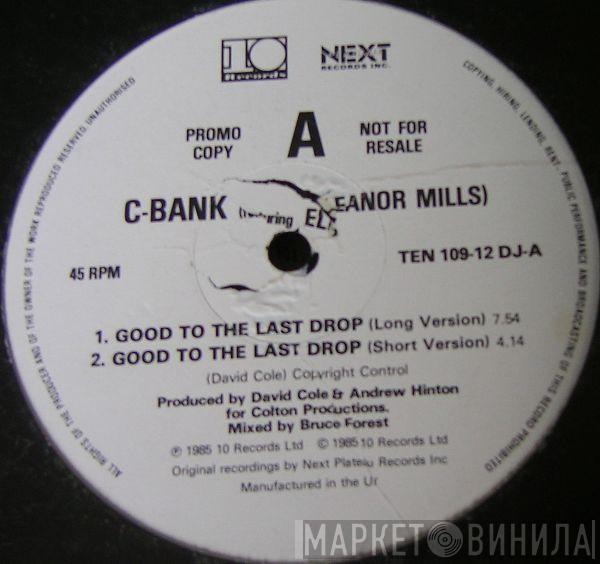 10
Records
NEXT
RECORDS INC.
PROMO COPY
A
NOT FOR RESALE
C-BANK (featuring ELEANOR MILLS)
45 RPM
TEN 109-12 DJ-A
1. GOOD TO THE LAST DROP (Long Version) 7.54
2. GOOD TO THE LAST DROP (Short Version) 4.14
(David Cole) Copyright Control
Produced by David Cole & Andrew Hinton
for Colton Productions.
Mixed by Bruce Forest
℗ 1985 10 Records Ltd © 1985 10 Records Ltd
Original recordings by Next Plateau Records Inc
Manufactured in the
ALL RIGHTS OF THE PRODUCER AND OF THE OWNER OF THE WORK REPRODUCED RESERVED. UNAUTHORISED
COPYING, HIRING, LENDING, RENT- PUBLIC PERFORMANCE AND BROADCASTING OF THIS RECORD PROHIBITED
МАРКЕТ ВИНИЛА